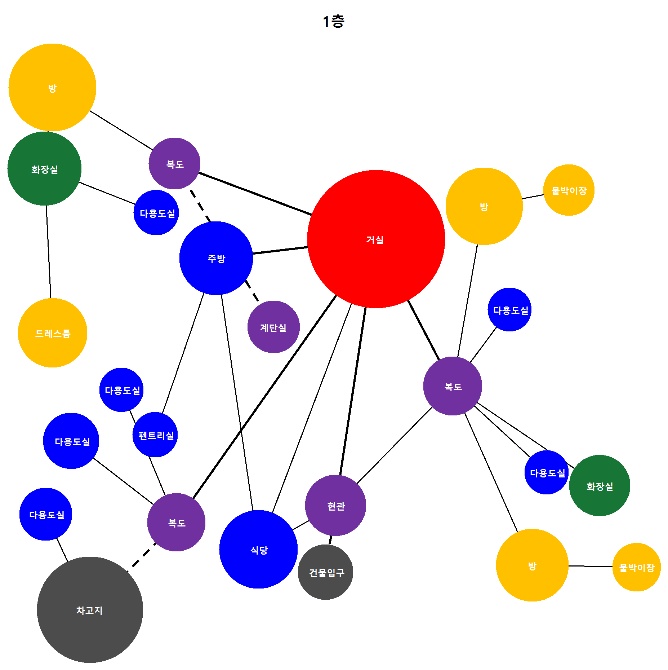 1층
방
복도
화장실
다용도실
거실
방
붙박이장
주방
계단실
다용도실
드레스룸
다용도실
복도
팬트리실
다용도실
다용도실
화장실
현관
다용도실
복도
식당
방
붙박이장
건물입구
차고지